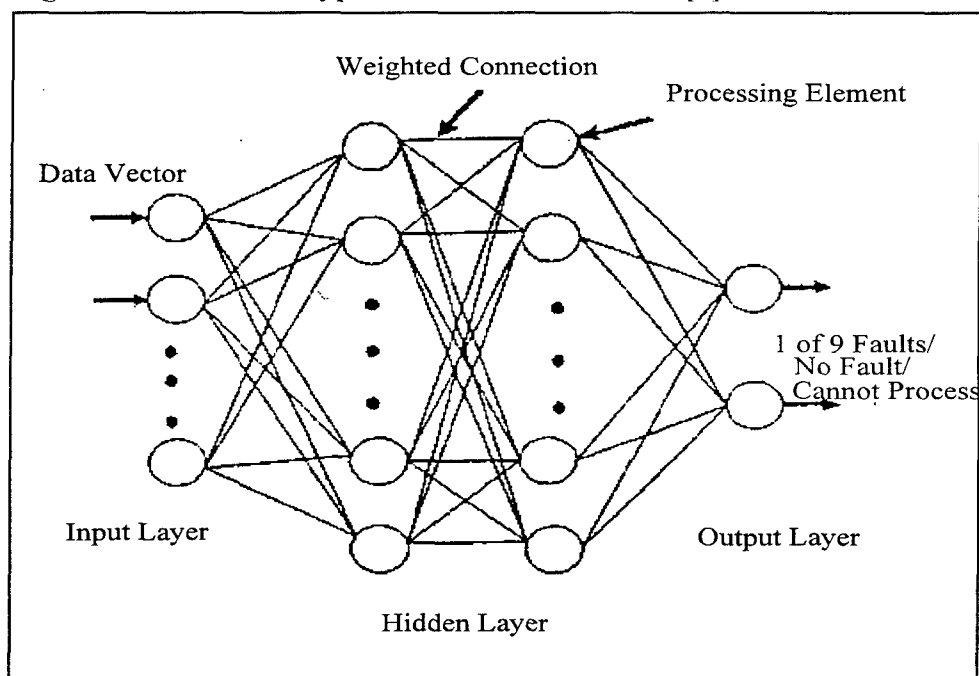 Weighted Connection
Processing Element
Data Vector
1 of 9 Faults/
No Fault/
Cannot Process
Input Layer
Output Layer
Hidden Layer